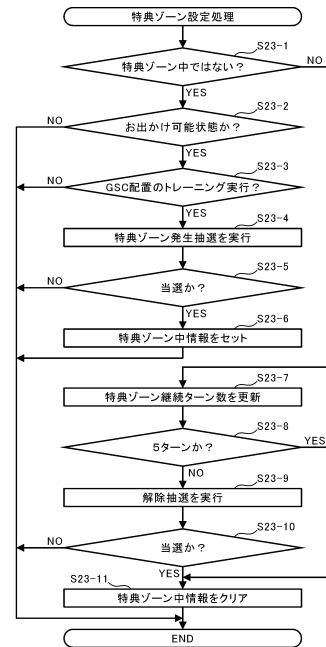 特典ゾーン設定処理
S23-1
特典ゾーン中ではない？
NO
YES
S23-2
NO
お出かけ可能状態か？
YES
S23-3
NO
GSC配置のトレーニング実行？
YES
S23-4
特典ゾーン発生抽選を実行
S23-5
NO
当選か？
YES
S23-6
特典ゾーン中情報をセット
S23-7
特典ゾーン継続ターン数を更新
S23-8
5ターンか？
YES
NO
S23-9
解除抽選を実行
S23-10
NO
当選か？
YES
S23-11
特典ゾーン中情報をクリア
END